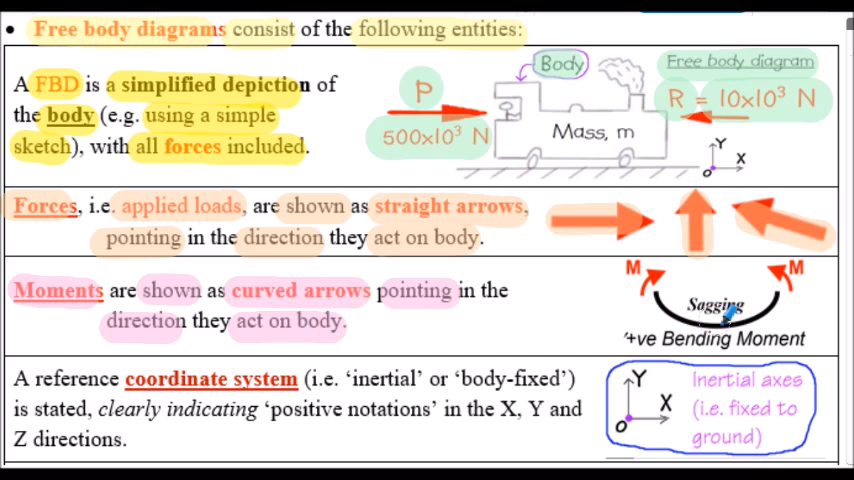 • Free body diagrams consist of the following entities:
A FBD is a simplified depiction of
the body (e.g. using a simple
sketch), with all forces included.
P
500x10³ N
Body
Mass, m
Free body diagram
R = 10x10³ N
Y
X
O
Forces, i.e. applied loads, are shown as straight arrows,
pointing in the direction they act on body.
Moments are shown as curved arrows pointing in the
direction they act on body.
M
M
Sagging
'+ve Bending Moment
A reference coordinate system (i.e. 'inertial' or 'body-fixed')
is stated, clearly indicating 'positive notations' in the X, Y and
Z directions.
Y
X
O
Inertial axes
(i.e. fixed to
ground)